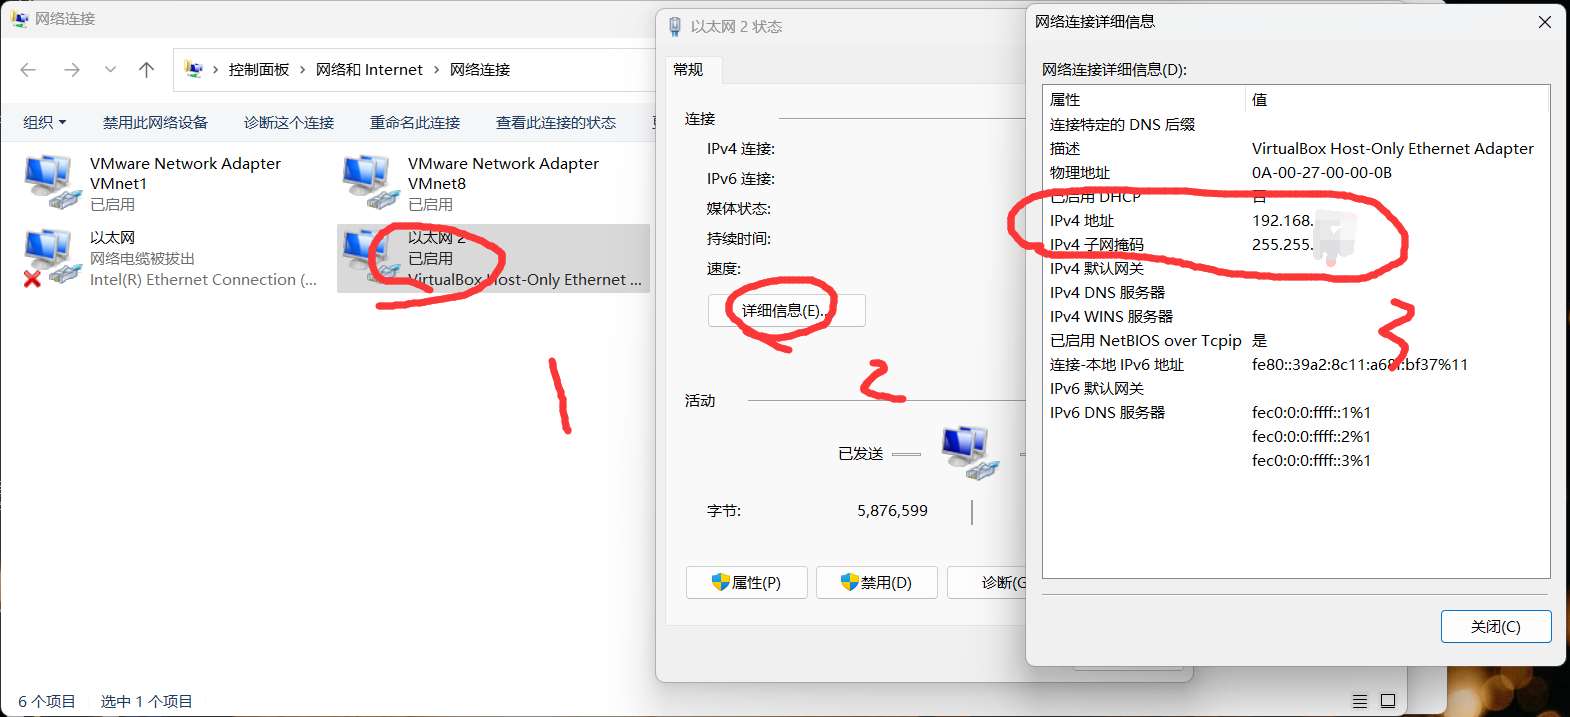 网络连接
控制面板 › 网络和 Internet › 网络连接
组织
禁用此网络设备
诊断这个连接
重命名此连接
查看此连接的状态
VMware Network Adapter
VMnet1
已启用
VMware Network Adapter
VMnet8
已启用
以太网
网络电缆被拔出
Intel(R) Ethernet Connection (...
以太网 2
已启用
VirtualBox Host-Only Ethernet ...
1
6 个项目
选中 1 个项目
以太网 2 状态
常规
连接
IPv4 连接:
IPv6 连接:
媒体状态:
持续时间:
速度:
详细信息(E)...
2
活动
已发送
字节:
5,876,599
属性(P)
禁用(D)
诊断(G
网络连接详细信息
网络连接详细信息(D):
属性 值
连接特定的 DNS 后缀
描述 VirtualBox Host-Only Ethernet Adapter
物理地址 0A-00-27-00-00-0B
已启用 DHCP 否
IPv4 地址 192.168.
IPv4 子网掩码 255.255.
IPv4 默认网关
IPv4 DNS 服务器
IPv4 WINS 服务器
已启用 NetBIOS over Tcpip 是
连接-本地 IPv6 地址 fe80::39a2:8c11:a68f:bf37%11
IPv6 默认网关
IPv6 DNS 服务器 fec0:0:0:ffff::1%1
fec0:0:0:ffff::2%1
fec0:0:0:ffff::3%1
3
关闭(C)